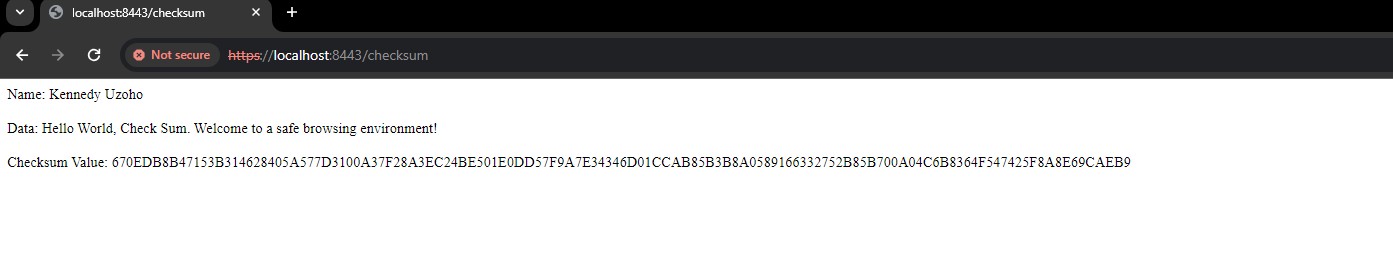 localhost:8443/checksum
Not secure https://localhost:8443/checksum
Name: Kennedy Uzoho
Data: Hello World, Check Sum. Welcome to a safe browsing environment!
Checksum Value: 670EDB8B47153B314628405A577D3100A37F28A3EC24BE501E0DD57F9A7E34346D01CCAB85B3B8A0589166332752B85B700A04C6B8364F547425F8A8E69CAEB9